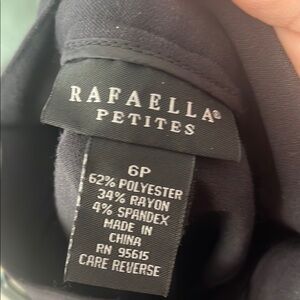 RAFAELLA®
PETITES
6P
62% POLYESTER
34% RAYON
4% SPANDEX
MADE IN
CHINA
RN 95615
CARE REVERSE